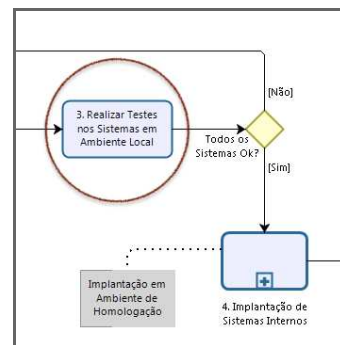 [Não]
3. Realizar Testes
nos Sistemas em
Ambiente Local
Todos os
Sistemas Ok?
[Sim]
Implantação em
Ambiente de
Homologação
4. Implantação de
Sistemas Internos